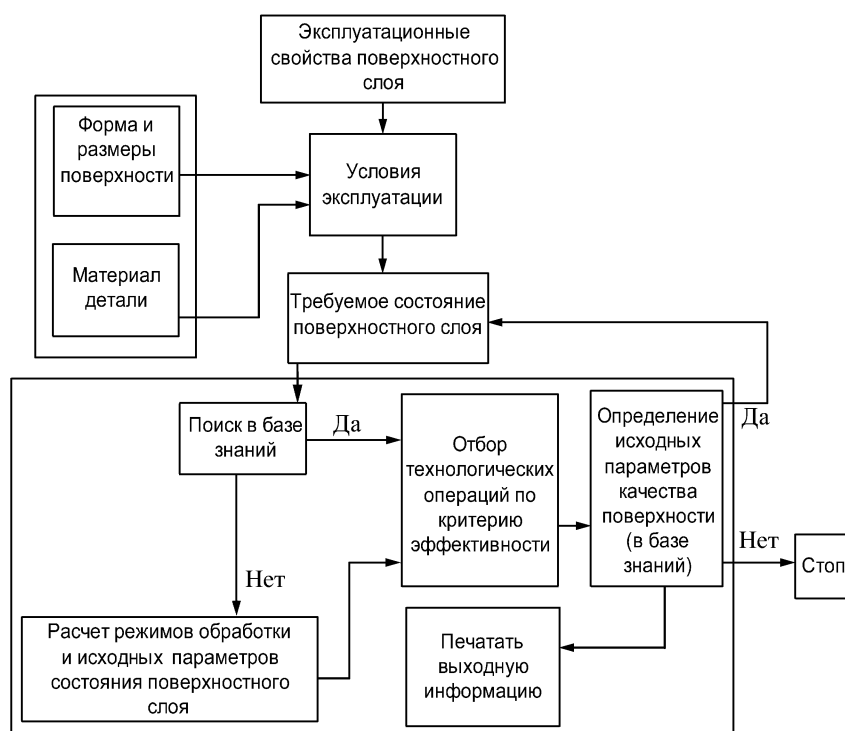 Эксплуатационные
свойства поверхностного
слоя
Форма и
размеры
поверхности
Условия
эксплуатации
Материал
детали
Требуемое состояние
поверхностного слоя
Поиск в базе
знаний
Да
Отбор
технологических
операций по
критерию
эффективности
Определение
исходных
параметров
качества
поверхности
(в базе
знаний)
Да
Нет
Стоп
Нет
Расчет режимов обработки
и исходных параметров
состояния поверхностного
слоя
Печатать
выходную
информацию